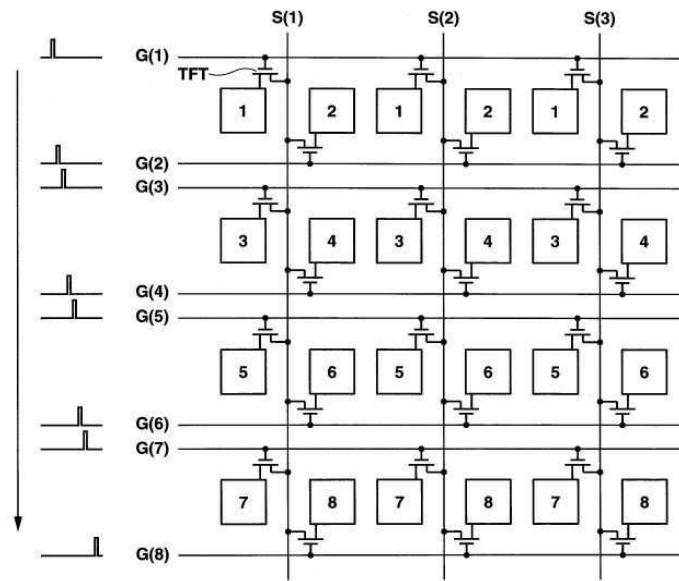 S(1) S(2) S(3)
G(1)
TFT
1 2 1 2 1 2
G(2)
G(3)
3 4 3 4 3 4
G(4)
G(5)
5 6 5 6 5 6
G(6)
G(7)
7 8 7 8 7 8
G(8)